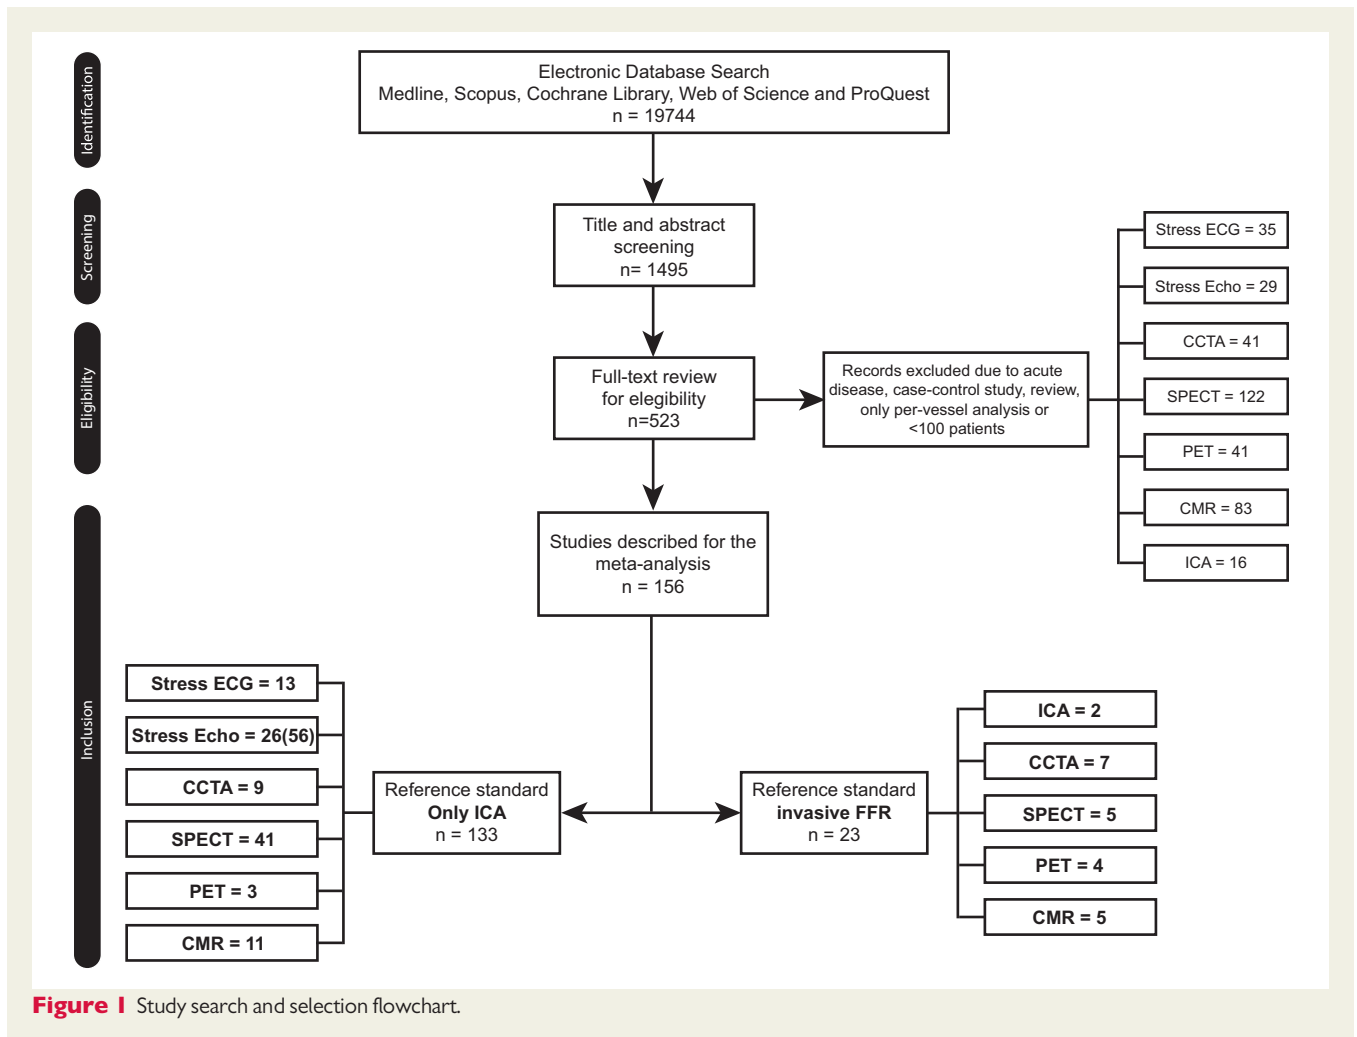 Identification
Electronic Database Search
Medline, Scopus, Cochrane Library, Web of Science and ProQuest
n = 19744
Screening
Title and abstract
screening
n= 1495
Eligibility
Full-text review
for elegibility
n=523
Records excluded due to acute
disease, case-control study, review,
only per-vessel analysis or
<100 patients
Stress ECG = 35
Stress Echo = 29
CCTA = 41
SPECT = 122
PET = 41
CMR = 83
ICA = 16
Inclusion
Studies described for the
meta-analysis
n = 156
Reference standard
Only ICA
n = 133
Stress ECG = 13
Stress Echo = 26(56)
CCTA = 9
SPECT = 41
PET = 3
CMR = 11
Reference standard
invasive FFR
n = 23
ICA = 2
CCTA = 7
SPECT = 5
PET = 4
CMR = 5
Figure 1 Study search and selection flowchart.